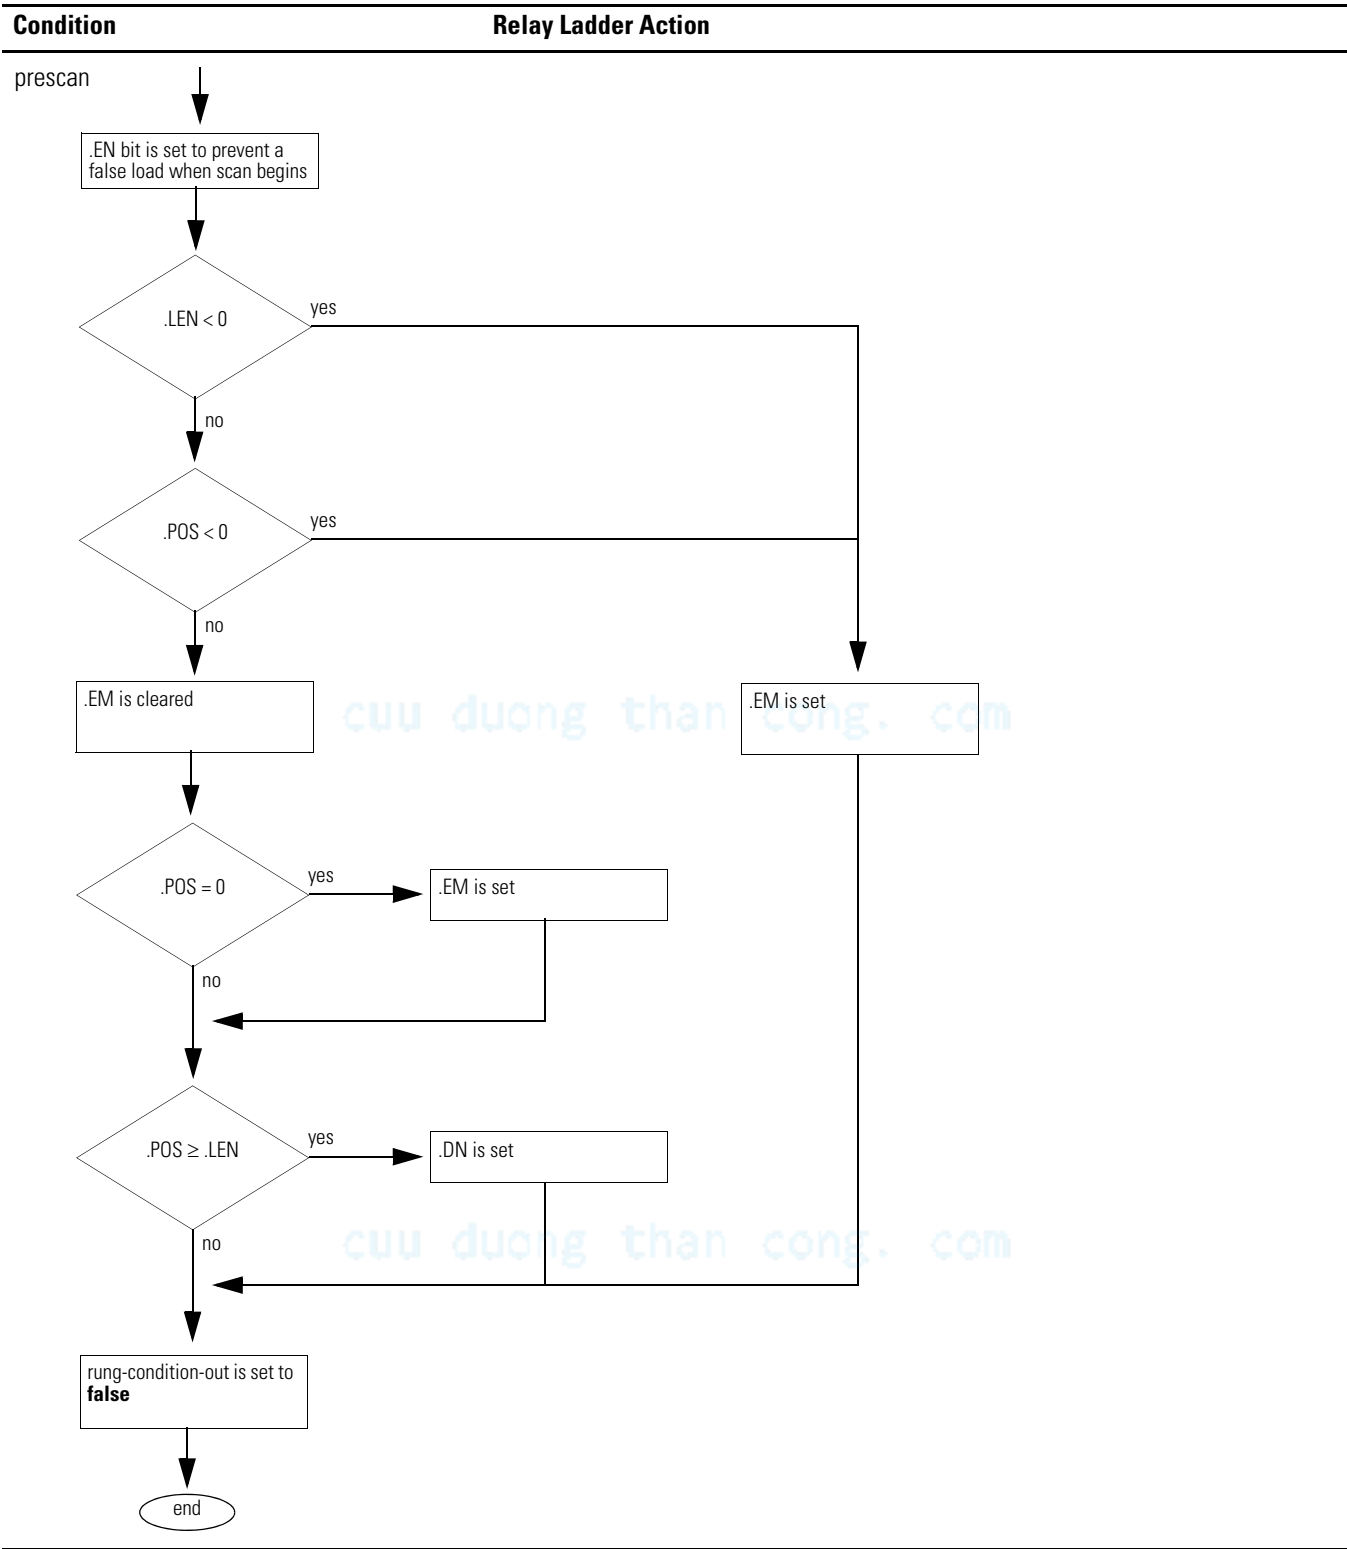 Condition Relay Ladder Action
prescan
.EN bit is set to prevent a
false load when scan begins
.LEN < 0
yes
no
.POS < 0
yes
no
.EM is cleared
.EM is set
cuu duong than cong. com
.POS = 0
yes
.EM is set
no
.POS ≥ .LEN
yes
.DN is set
no
cuu duong than cong. com
rung-condition-out is set to
false
end